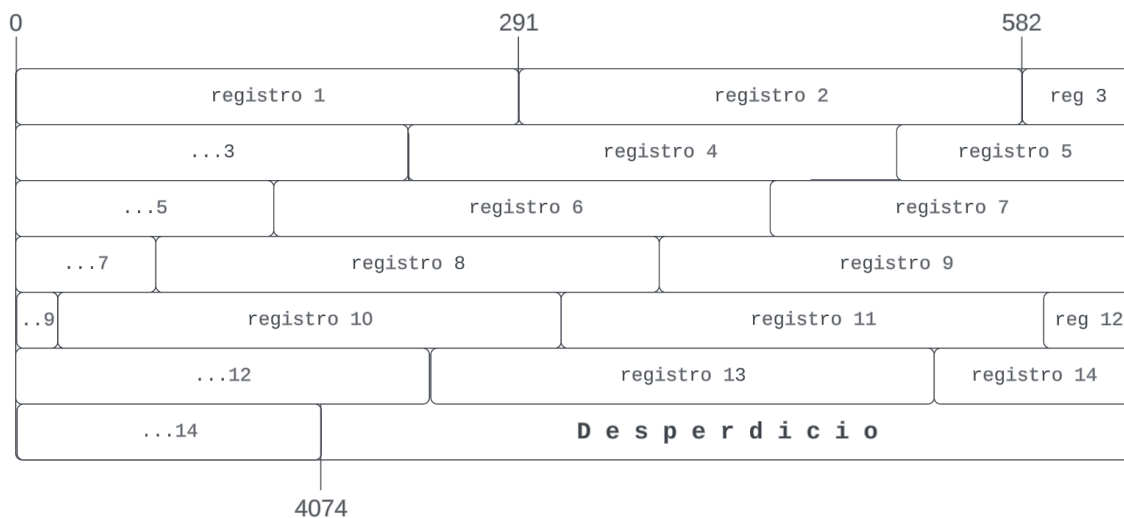 0 291 582
registro 1 registro 2 reg 3
...3 registro 4 registro 5
...5 registro 6 registro 7
...7 registro 8 registro 9
..9 registro 10 registro 11 reg 12
...12 registro 13 registro 14
...14 Desperdicio
4074